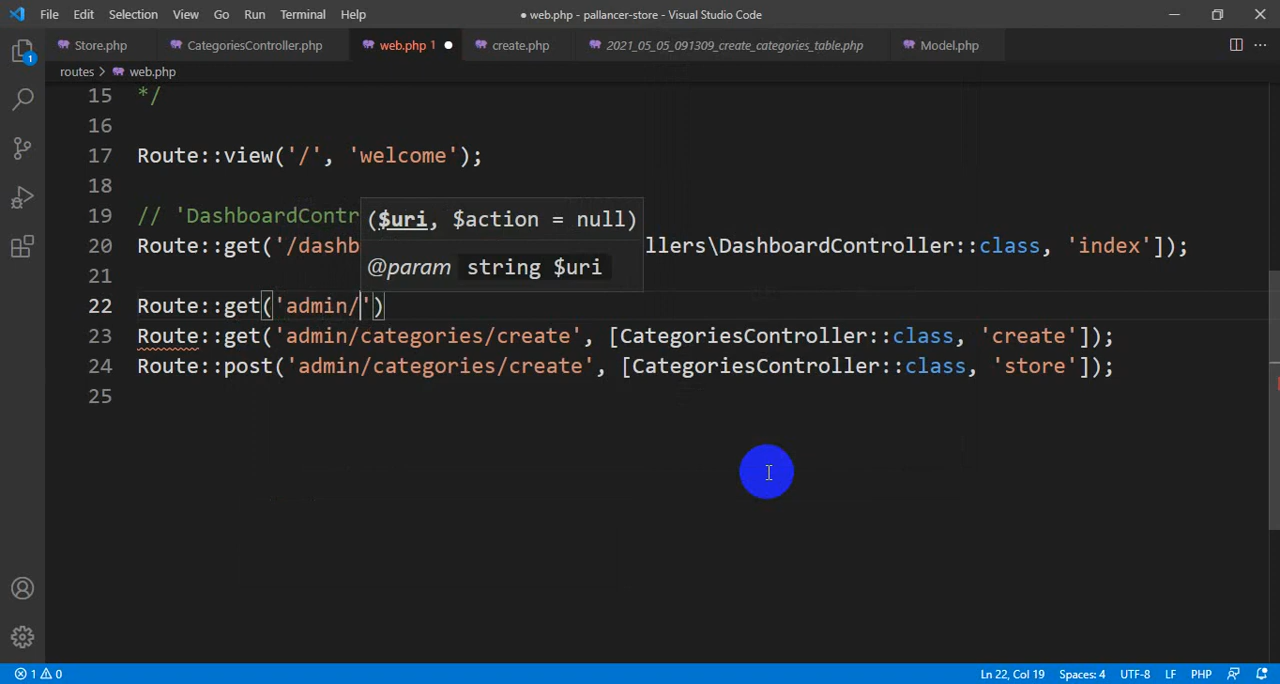 File Edit Selection View Go Run Terminal Help
● web.php - pallancer-store - Visual Studio Code
Store.php CategoriesController.php web.php 1 ● create.php 2021_05_05_091309_create_categories_table.php Model.php
routes > web.php
15 */
16
17 Route::view('/', 'welcome');
18
19 // 'DashboardContr
($uri, $action = null)
20 Route::get('/dashb llers\DashboardController::class, 'index']);
@param string $uri
21
22 Route::get('admin/')
23 Route::get('admin/categories/create', [CategoriesController::class, 'create']);
24 Route::post('admin/categories/create', [CategoriesController::class, 'store']);
25
1
1 0 Ln 22, Col 19 Spaces: 4 UTF-8 LF PHP